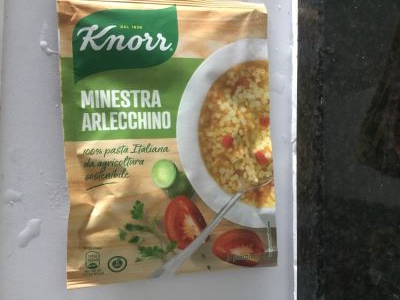 DAL 1838
Knorr
MINESTRA
ARLECCHINO
100% pasta Italiana
da agricoltura
sostenibile